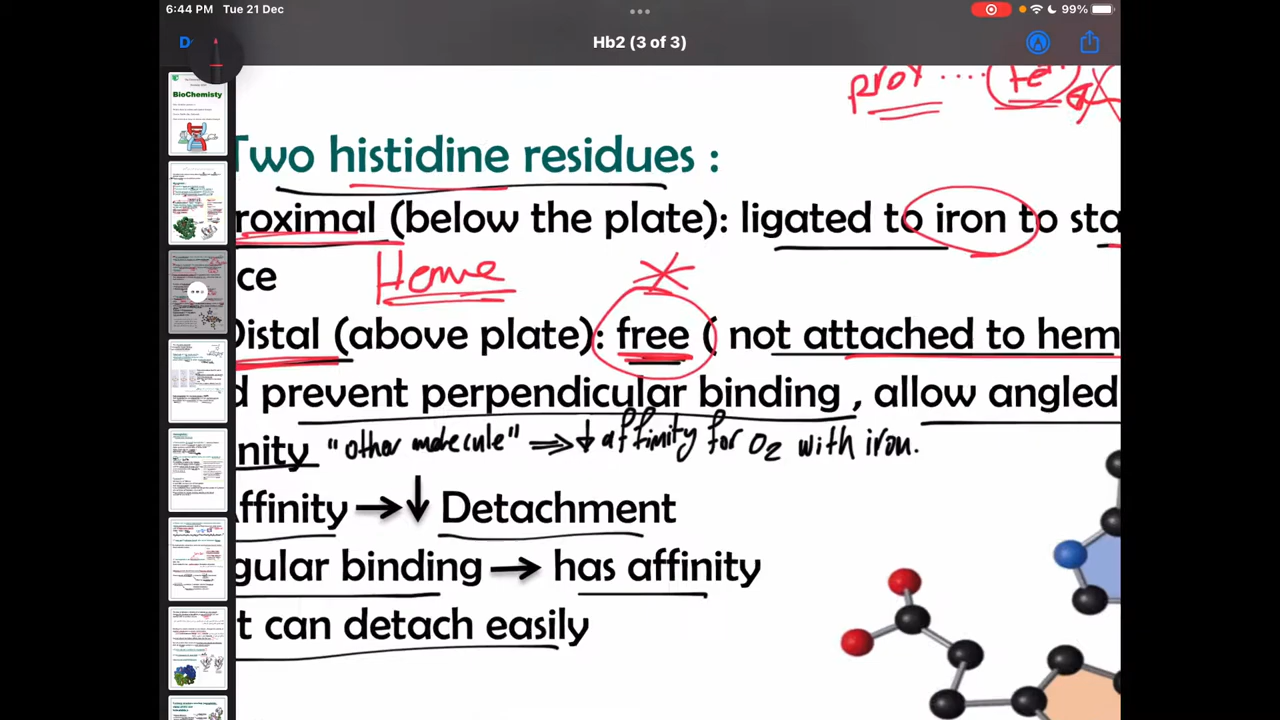 6:44 PM Tue 21 Dec
99%
Hb2 (3 of 3)
BioChemisty
prox ....
Two histidine residues :
roximal (below the plate): ligated to iron to sta
ce
Heme
Distal (above plate): free ( not attached to hem
d prevent perpendicular binding , allow angled
nity "other molecule" ⇒ ↓ affinity for O2 with iron.
ffinity → ↓ Detachment
gular binding → has affinity
t can detach easily